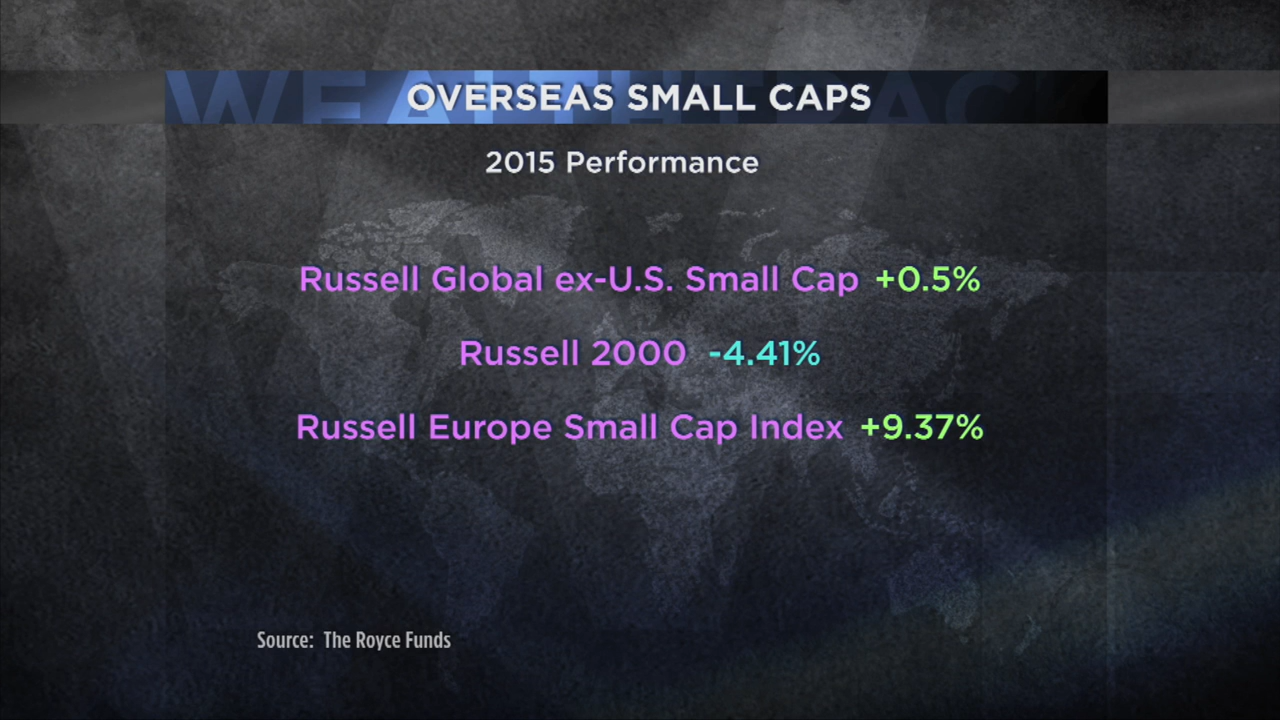 WEALTHTRACK
OVERSEAS SMALL CAPS
2015 Performance
Russell Global ex-U.S. Small Cap +0.5%
Russell 2000 -4.41%
Russell Europe Small Cap Index +9.37%
Source: The Royce Funds